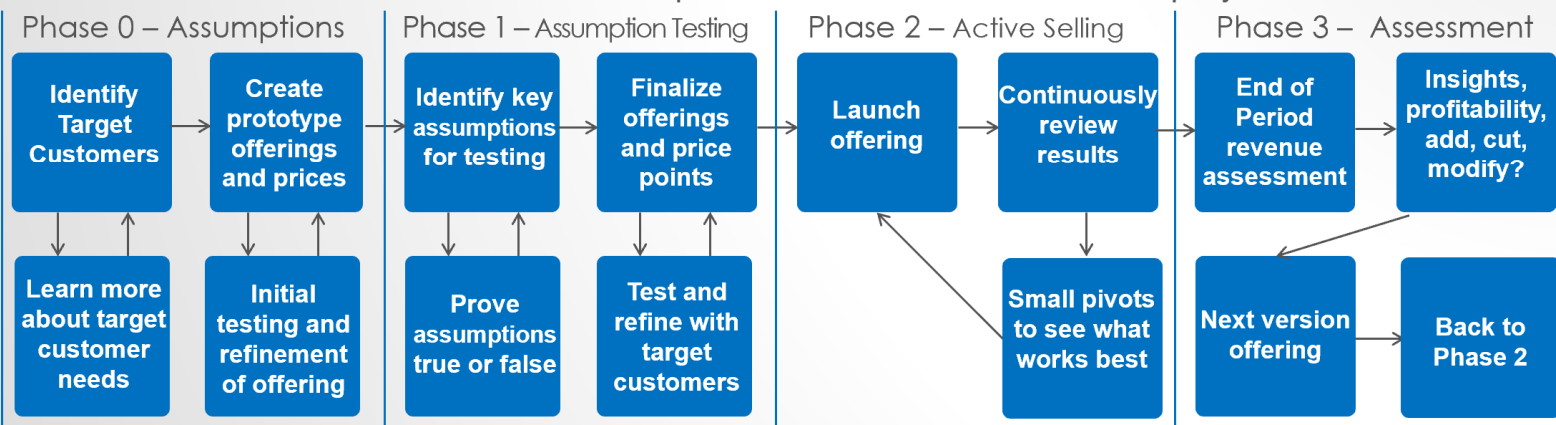 Phase 0 – Assumptions
Identify
Target
Customers
Create
prototype
offerings
and prices
Learn more
about target
customer
needs
Initial
testing and
refinement
of offering
Phase 1 – Assumption Testing
Identify key
assumptions
for testing
Finalize
offerings
and price
points
Prove
assumptions
true or false
Test and
refine with
target
customers
Phase 2 – Active Selling
Launch
offering
Continuously
review
results
Small pivots
to see what
works best
Phase 3 – Assessment
End of
Period
revenue
assessment
Insights,
profitability,
add, cut,
modify?
Next version
offering
Back to
Phase 2